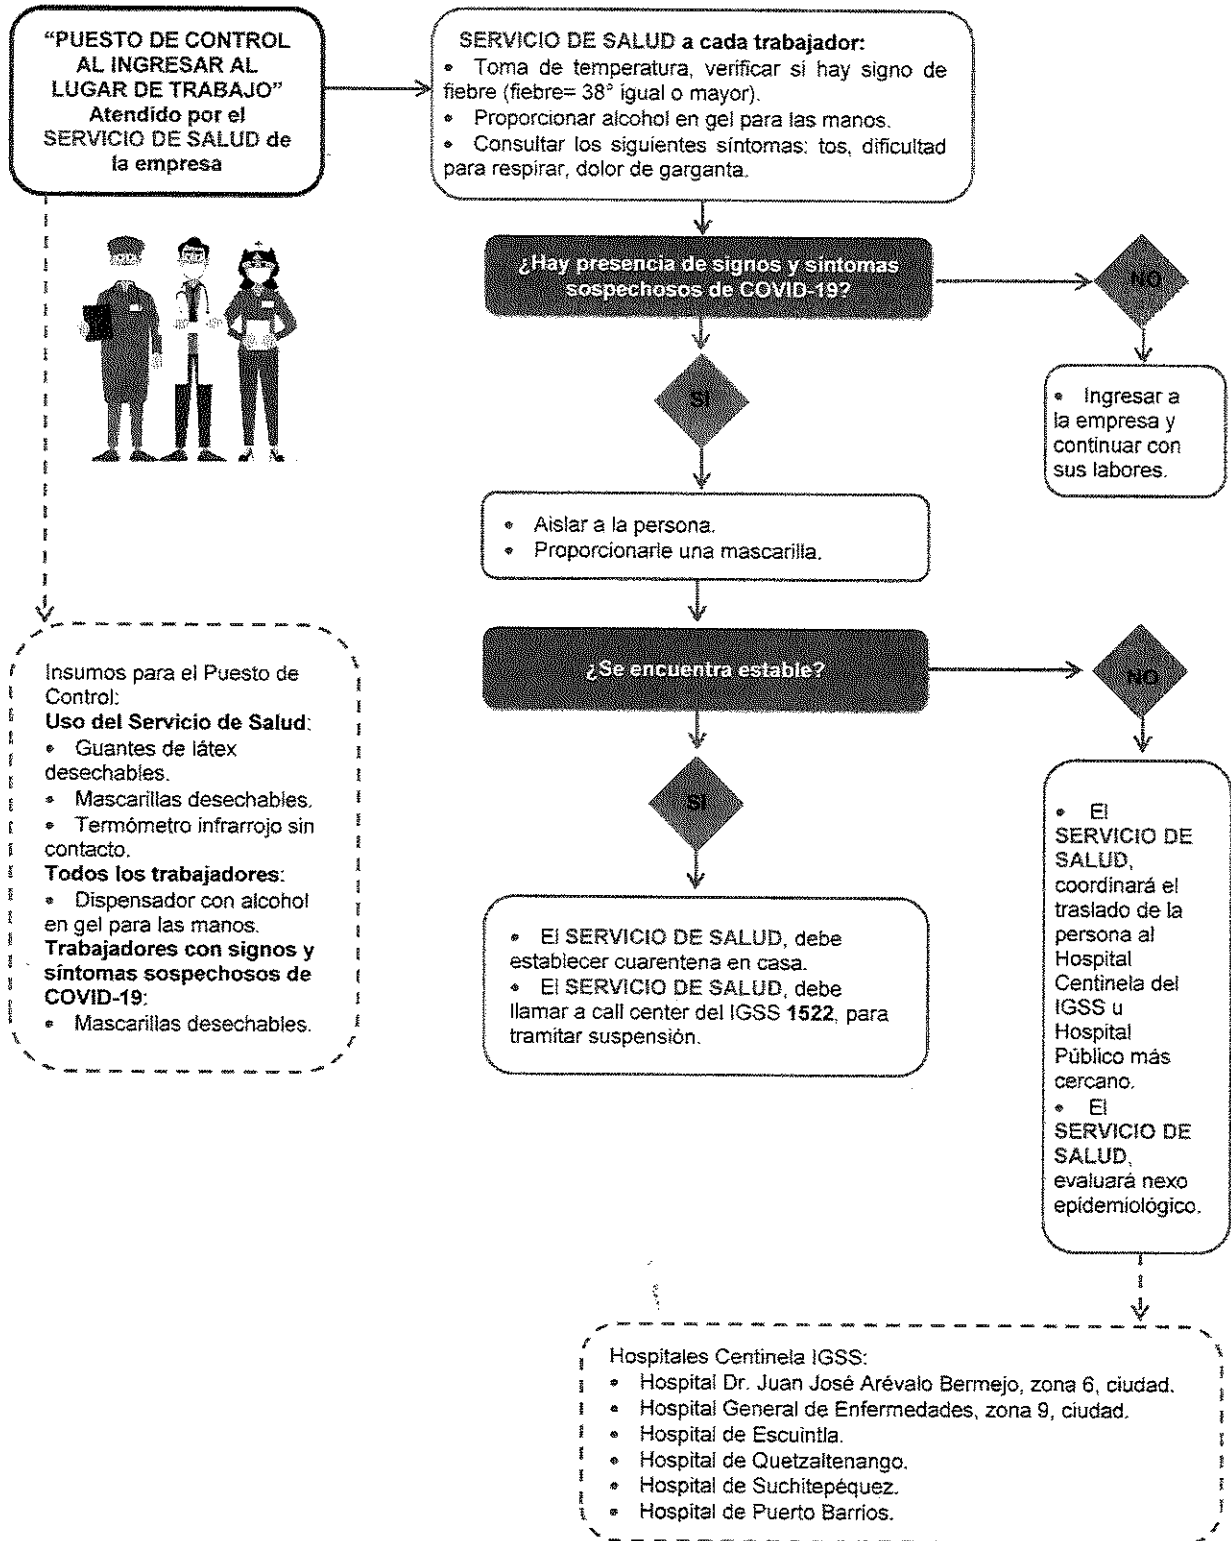 “PUESTO DE CONTROL
AL INGRESAR AL
LUGAR DE TRABAJO”
Atendido por el
SERVICIO DE SALUD de
la empresa
SERVICIO DE SALUD a cada trabajador:
• Toma de temperatura, verificar si hay signo de
fiebre (fiebre= 38° igual o mayor).
• Proporcionar alcohol en gel para las manos.
• Consultar los siguientes síntomas: tos, dificultad
para respirar, dolor de garganta.
¿Hay presencia de signos y síntomas
sospechosos de COVID-19?
NO
SI
• Ingresar a
la empresa y
continuar con
sus labores.
• Aislar a la persona.
• Proporcionarle una mascarilla.
¿Se encuentra estable?
NO
SI
Insumos para el Puesto de
Control:
Uso del Servicio de Salud:
• Guantes de látex
desechables.
• Mascarillas desechables.
• Termómetro infrarrojo sin
contacto.
Todos los trabajadores:
• Dispensador con alcohol
en gel para las manos.
Trabajadores con signos y
síntomas sospechosos de
COVID-19:
• Mascarillas desechables.
• El SERVICIO DE SALUD, debe
establecer cuarentena en casa.
• El SERVICIO DE SALUD, debe
llamar a call center del IGSS 1522, para
tramitar suspensión.
• El
SERVICIO DE
SALUD,
coordinará el
traslado de la
persona al
Hospital
Centinela del
IGSS u
Hospital
Público más
cercano.
• El
SERVICIO DE
SALUD,
evaluará nexo
epidemiológico.
Hospitales Centinela IGSS:
• Hospital Dr. Juan José Arévalo Bermejo, zona 6, ciudad.
• Hospital General de Enfermedades, zona 9, ciudad.
• Hospital de Escuintla.
• Hospital de Quetzaltenango.
• Hospital de Suchitepéquez.
• Hospital de Puerto Barrios.